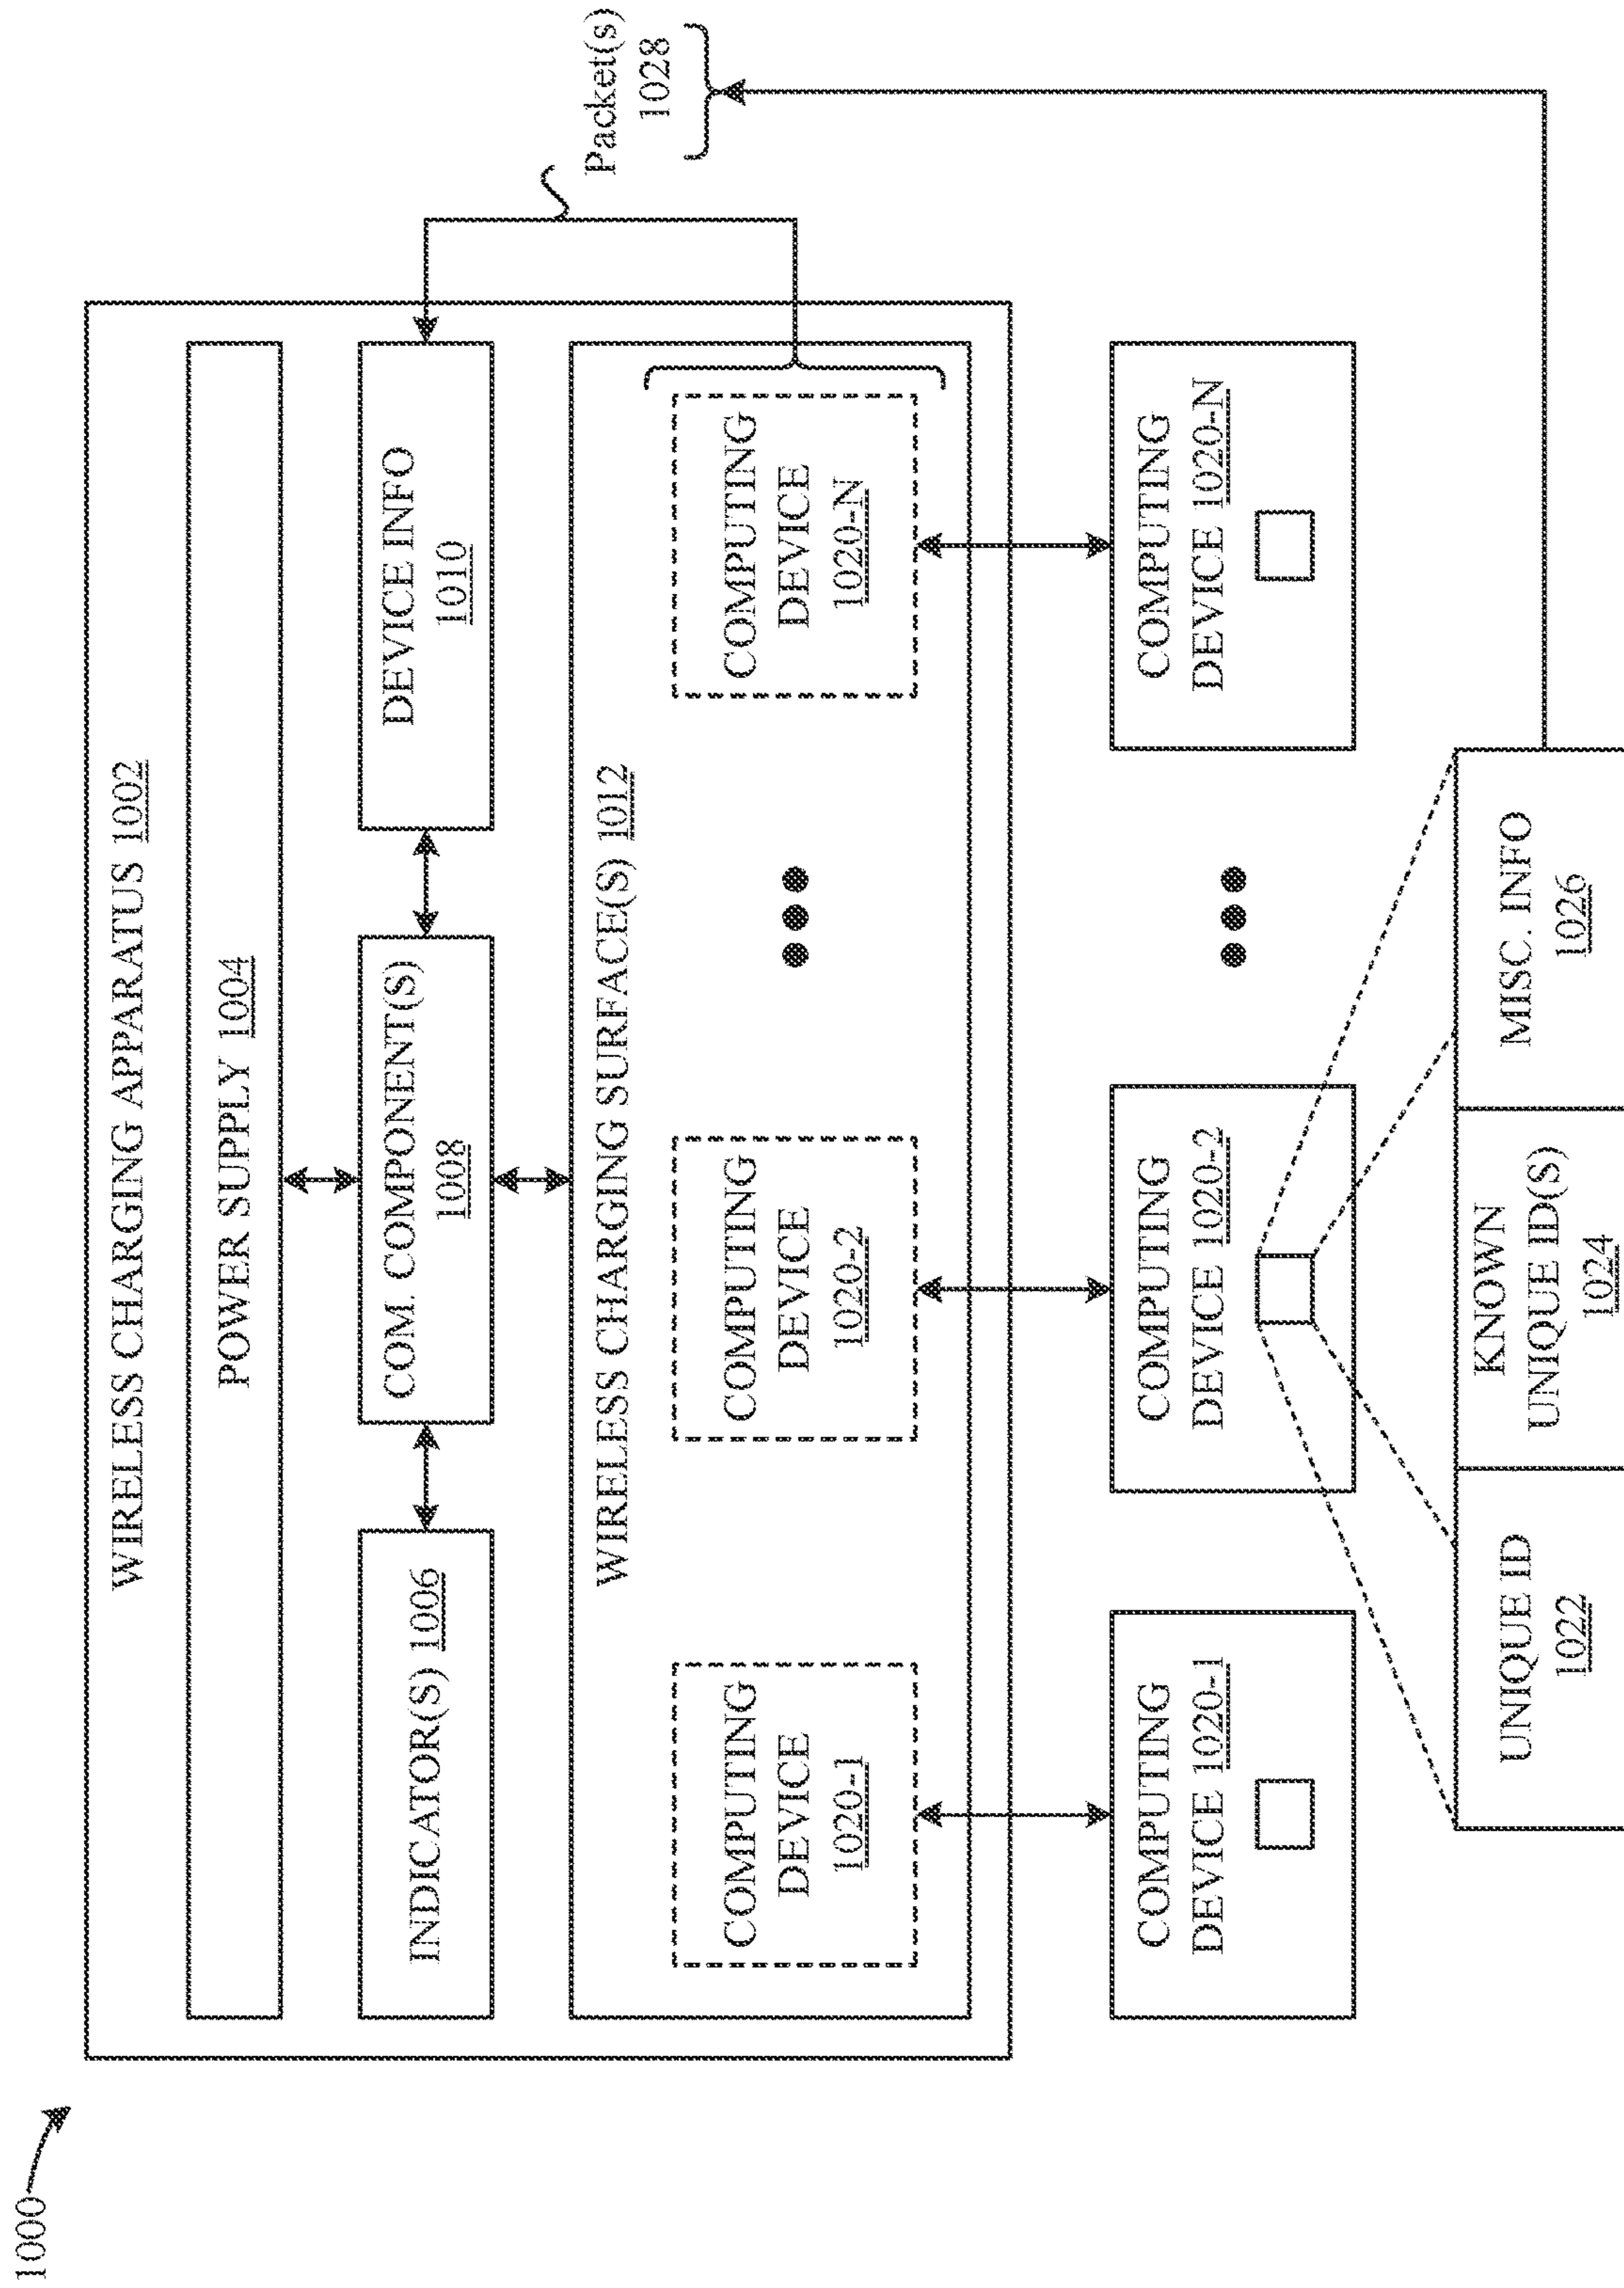 1000
WIRELESS CHARGING APPARATUS 1002
POWER SUPPLY 1004
INDICATOR(S) 1006
COM. COMPONENT(S)
1008
DEVICE INFO
1010
WIRELESS CHARGING SURFACE(S) 1012
COMPUTING
DEVICE
1020-1
COMPUTING
DEVICE
1020-2
COMPUTING
DEVICE
1020-N
Packet(s)
1028
COMPUTING
DEVICE 1020-1
COMPUTING
DEVICE 1020-2
COMPUTING
DEVICE 1020-N
UNIQUE ID
1022
KNOWN
UNIQUE ID(S)
1024
MISC. INFO
1026